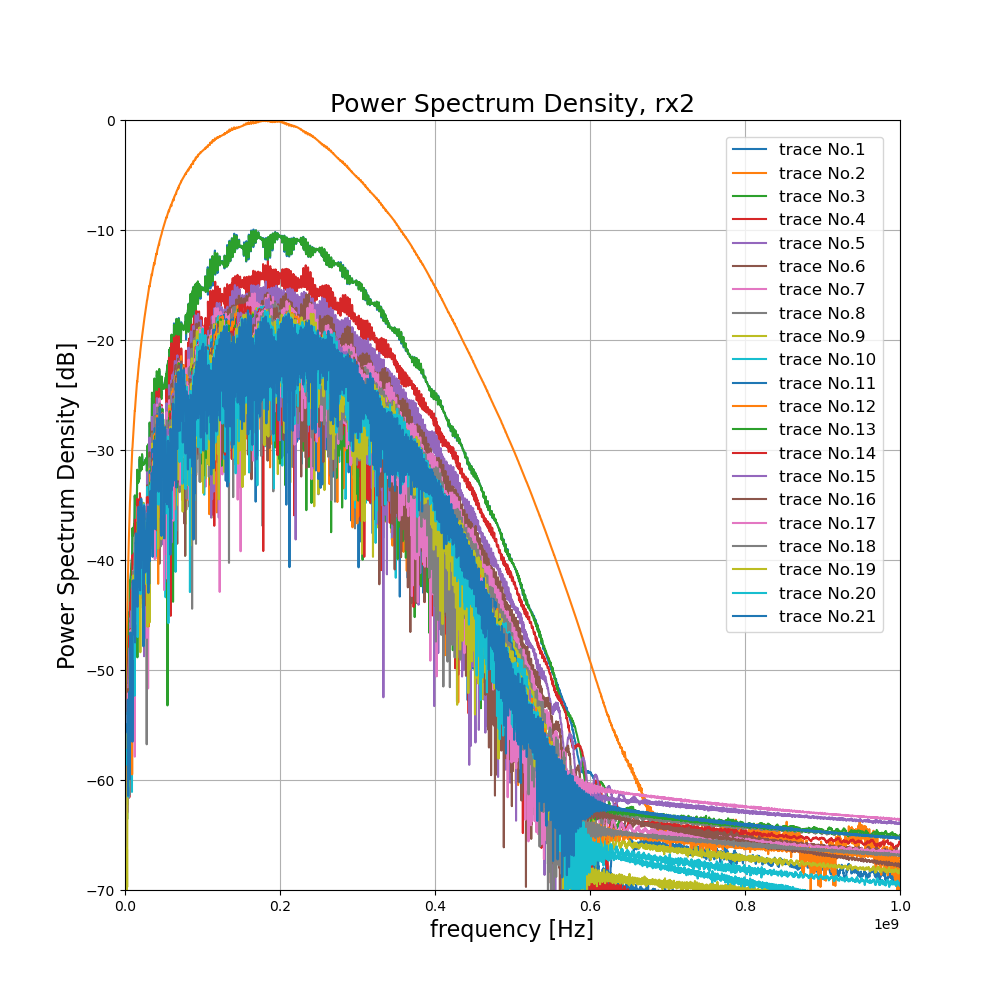 Power Spectrum Density, rx2
Power Spectrum Density [dB]
0
−10
−20
−30
−40
−50
−60
−70
trace No.1
trace No.2
trace No.3
trace No.4
trace No.5
trace No.6
trace No.7
trace No.8
trace No.9
trace No.10
trace No.11
trace No.12
trace No.13
trace No.14
trace No.15
trace No.16
trace No.17
trace No.18
trace No.19
trace No.20
trace No.21
0.0 0.2 0.4 0.6 0.8 1.0
1e9
frequency [Hz]